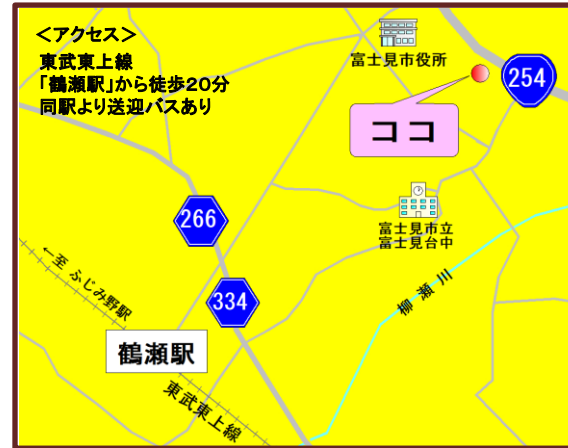 <アクセス>
東武東上線
「鶴瀬駅」から徒歩20分
同駅より送迎バスあり
富士見市役所
254
ココ
富士見市立
富士見台中
266
334
←至 ふじみ野駅
柳瀬川
鶴瀬駅
東武東上線